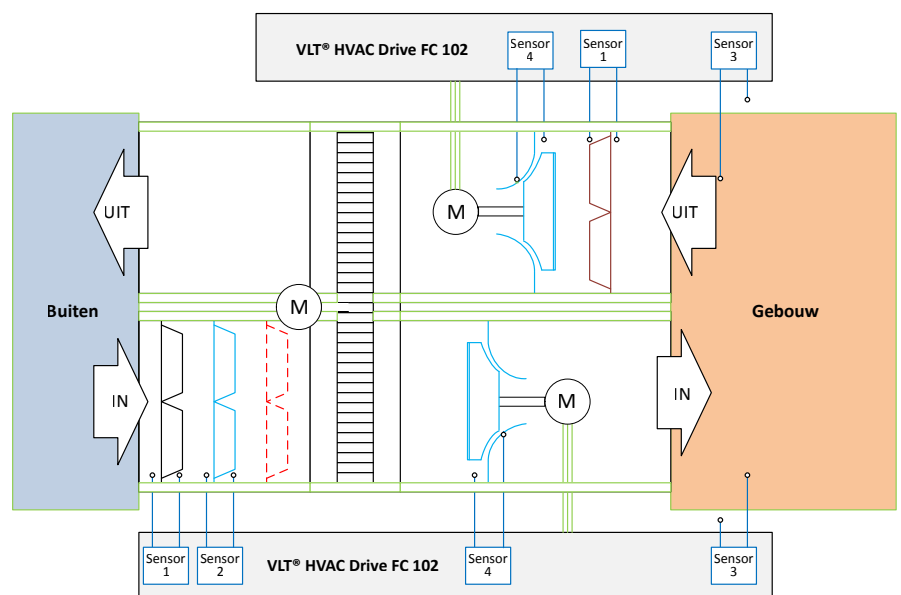 VLT® HVAC Drive FC 102
Sensor
4
Sensor
1
Sensor
3
UIT
M
UIT
Buiten
M
Gebouw
IN
M
IN
Sensor
1
Sensor
2
VLT® HVAC Drive FC 102
Sensor
4
Sensor
3